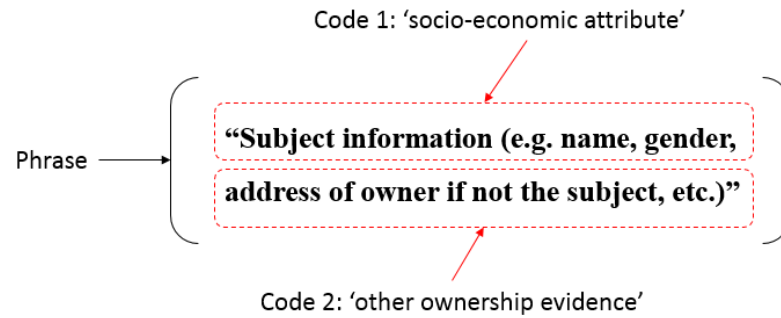 Code 1: ‘socio-economic attribute’
Phrase
“Subject information (e.g. name, gender,
address of owner if not the subject, etc.)”
Code 2: ‘other ownership evidence’